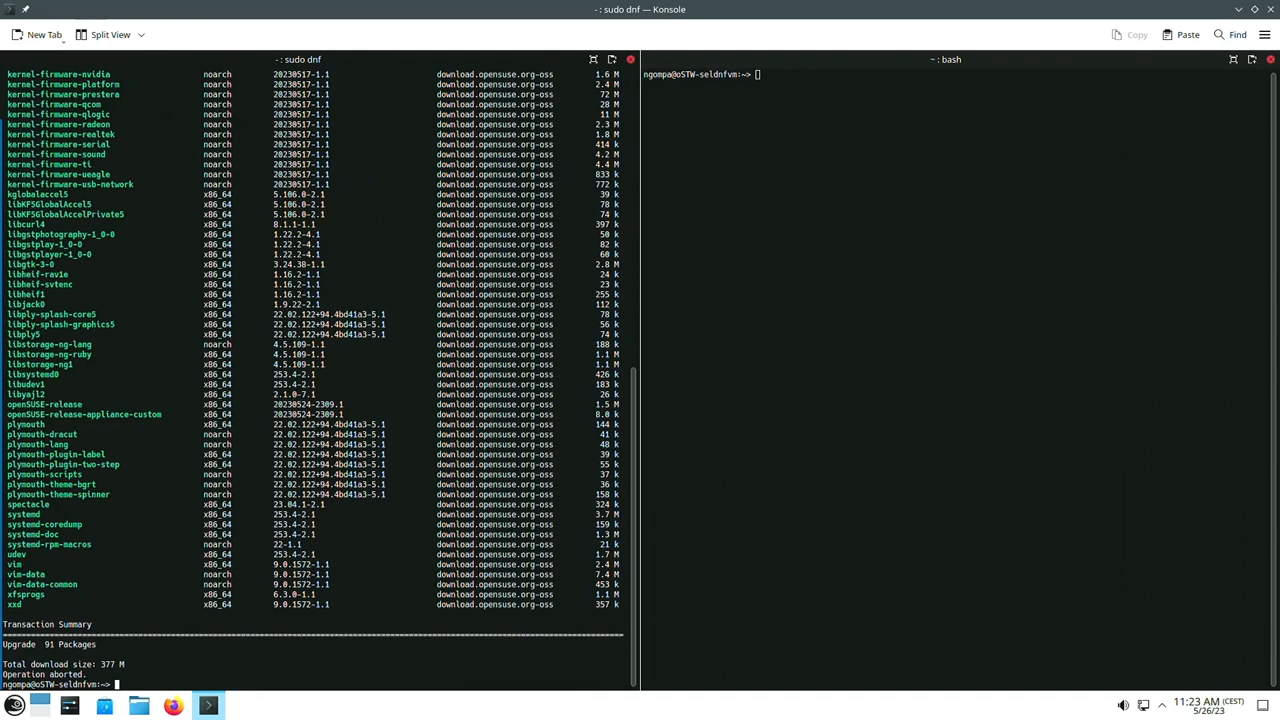 - : sudo dnf — Konsole
New Tab Split View Copy Paste Find
- : sudo dnf
kernel-firmware-nvidia noarch 20230517-1.1 download.opensuse.org-oss 1.6 M
kernel-firmware-platform noarch 20230517-1.1 download.opensuse.org-oss 2.4 M
kernel-firmware-prestera noarch 20230517-1.1 download.opensuse.org-oss 72 M
kernel-firmware-qcom noarch 20230517-1.1 download.opensuse.org-oss 28 M
kernel-firmware-qlogic noarch 20230517-1.1 download.opensuse.org-oss 11 M
kernel-firmware-radeon noarch 20230517-1.1 download.opensuse.org-oss 2.3 M
kernel-firmware-realtek noarch 20230517-1.1 download.opensuse.org-oss 1.8 M
kernel-firmware-serial noarch 20230517-1.1 download.opensuse.org-oss 414 k
kernel-firmware-sound noarch 20230517-1.1 download.opensuse.org-oss 4.2 M
kernel-firmware-ti noarch 20230517-1.1 download.opensuse.org-oss 4.4 M
kernel-firmware-ueagle noarch 20230517-1.1 download.opensuse.org-oss 833 k
kernel-firmware-usb-network noarch 20230517-1.1 download.opensuse.org-oss 772 k
kglobalaccel5 x86_64 5.106.0-2.1 download.opensuse.org-oss 39 k
libKF5GlobalAccel5 x86_64 5.106.0-2.1 download.opensuse.org-oss 78 k
libKF5GlobalAccelPrivate5 x86_64 5.106.0-2.1 download.opensuse.org-oss 74 k
libcurl4 x86_64 8.1.1-1.1 download.opensuse.org-oss 397 k
libgstphotography-1_0-0 x86_64 1.22.2-4.1 download.opensuse.org-oss 50 k
libgstplay-1_0-0 x86_64 1.22.2-4.1 download.opensuse.org-oss 82 k
libgstplayer-1_0-0 x86_64 1.22.2-4.1 download.opensuse.org-oss 60 k
libgtk-3-0 x86_64 3.24.38-1.1 download.opensuse.org-oss 2.8 M
libheif-rav1e x86_64 1.16.2-1.1 download.opensuse.org-oss 24 k
libheif-svtenc x86_64 1.16.2-1.1 download.opensuse.org-oss 23 k
libheif1 x86_64 1.16.2-1.1 download.opensuse.org-oss 255 k
libjack0 x86_64 1.9.22-2.1 download.opensuse.org-oss 112 k
libply-splash-core5 x86_64 22.02.122+94.4bd41a3-5.1 download.opensuse.org-oss 78 k
libply-splash-graphics5 x86_64 22.02.122+94.4bd41a3-5.1 download.opensuse.org-oss 56 k
libply5 x86_64 22.02.122+94.4bd41a3-5.1 download.opensuse.org-oss 74 k
libstorage-ng-lang noarch 4.5.109-1.1 download.opensuse.org-oss 188 k
libstorage-ng-ruby x86_64 4.5.109-1.1 download.opensuse.org-oss 1.1 M
libstorage-ng1 x86_64 4.5.109-1.1 download.opensuse.org-oss 1.1 M
libsystemd0 x86_64 253.4-2.1 download.opensuse.org-oss 426 k
libudev1 x86_64 253.4-2.1 download.opensuse.org-oss 183 k
libyajl2 x86_64 2.1.0-7.1 download.opensuse.org-oss 26 k
openSUSE-release x86_64 20230524-2309.1 download.opensuse.org-oss 1.5 M
openSUSE-release-appliance-custom x86_64 20230524-2309.1 download.opensuse.org-oss 8.0 k
plymouth x86_64 22.02.122+94.4bd41a3-5.1 download.opensuse.org-oss 144 k
plymouth-dracut noarch 22.02.122+94.4bd41a3-5.1 download.opensuse.org-oss 41 k
plymouth-lang noarch 22.02.122+94.4bd41a3-5.1 download.opensuse.org-oss 48 k
plymouth-plugin-label x86_64 22.02.122+94.4bd41a3-5.1 download.opensuse.org-oss 39 k
plymouth-plugin-two-step x86_64 22.02.122+94.4bd41a3-5.1 download.opensuse.org-oss 55 k
plymouth-scripts noarch 22.02.122+94.4bd41a3-5.1 download.opensuse.org-oss 37 k
plymouth-theme-bgrt noarch 22.02.122+94.4bd41a3-5.1 download.opensuse.org-oss 36 k
plymouth-theme-spinner noarch 22.02.122+94.4bd41a3-5.1 download.opensuse.org-oss 158 k
spectacle x86_64 23.04.1-2.1 download.opensuse.org-oss 324 k
systemd x86_64 253.4-2.1 download.opensuse.org-oss 3.7 M
systemd-coredump x86_64 253.4-2.1 download.opensuse.org-oss 159 k
systemd-doc noarch 253.4-2.1 download.opensuse.org-oss 1.3 M
systemd-rpm-macros noarch 22-1.1 download.opensuse.org-oss 21 k
udev x86_64 253.4-2.1 download.opensuse.org-oss 1.7 M
vim x86_64 9.0.1572-1.1 download.opensuse.org-oss 2.4 M
vim-data noarch 9.0.1572-1.1 download.opensuse.org-oss 7.4 M
vim-data-common noarch 9.0.1572-1.1 download.opensuse.org-oss 453 k
xfsprogs x86_64 6.3.0-1.1 download.opensuse.org-oss 1.1 M
xxd x86_64 9.0.1572-1.1 download.opensuse.org-oss 357 k
Transaction Summary
Upgrade 91 Packages
Total download size: 377 M
Operation aborted.
ngompa@oSTW-seldnfvm:~>
~ : bash
ngompa@oSTW-seldnfvm:~>
11:23 AM (CEST)
5/26/23